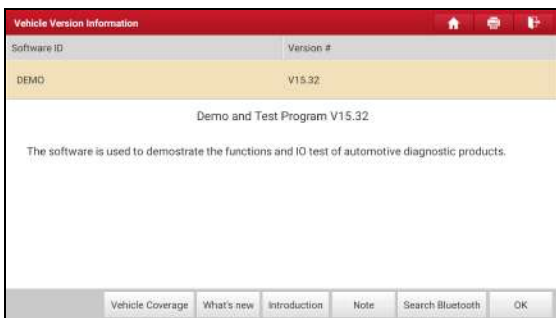 Vehicle Version Information
Software ID Version #
DEMO V15.32
Demo and Test Program V15.32
The software is used to demostrate the functions and IO test of automotive diagnostic products.
Vehicle Coverage What's new Introduction Note Search Bluetooth OK